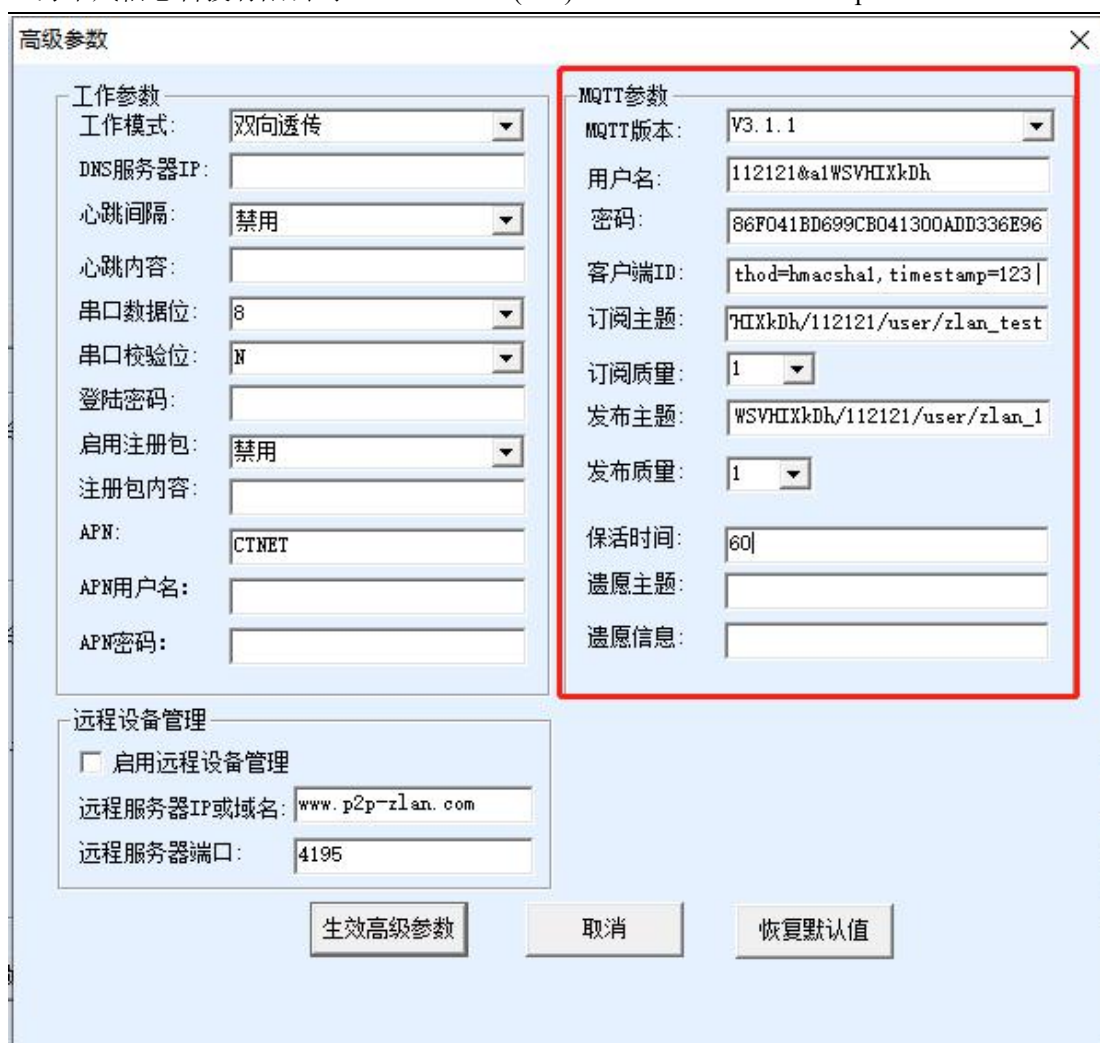 高级参数
工作参数
工作模式: 双向透传
DNS服务器IP:
心跳间隔: 禁用
心跳内容:
串口数据位: 8
串口校验位: N
登陆密码:
启用注册包: 禁用
注册包内容:
APN: CTNET
APN用户名:
APN密码:
MQTT参数
MQTT版本: V3.1.1
用户名: 112121&a1WSVHIXkDh
密码: 86F041BD699CB041300ADD336E96
客户端ID: thod=hmacsha1,timestamp=123|
订阅主题: HIXkDh/112121/user/zlan_test
订阅质量: 1
发布主题: WSVHIXkDh/112121/user/zlan_1
发布质量: 1
保活时间: 60
遗愿主题:
遗愿信息:
远程设备管理
启用远程设备管理
远程服务器IP或域名: www.p2p-zlan.com
远程服务器端口: 4195
生效高级参数 取消 恢复默认值